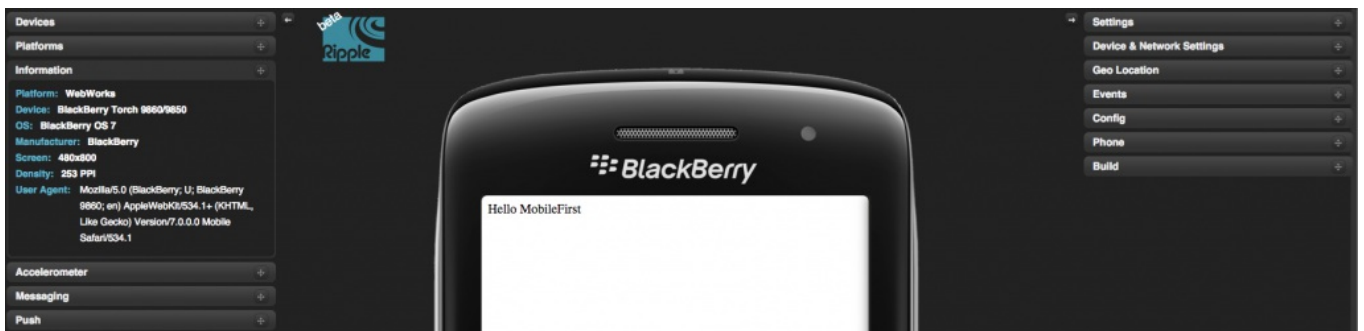 Devices
Platforms
Information
Platform: WebWorks
Device: BlackBerry Torch 9860/9850
OS: BlackBerry OS 7
Manufacturer: BlackBerry
Screen: 480x800
Density: 253 PPI
User Agent: Mozilla/5.0 (BlackBerry; U; BlackBerry
9860; en) AppleWebKit/534.1+ (KHTML,
Like Gecko) Version/7.0.0.0 Mobile
Safari/534.1
Accelerometer
Messaging
Push
beta
Ripple
BlackBerry
Hello MobileFirst
Settings
Device & Network Settings
Geo Location
Events
Config
Phone
Build